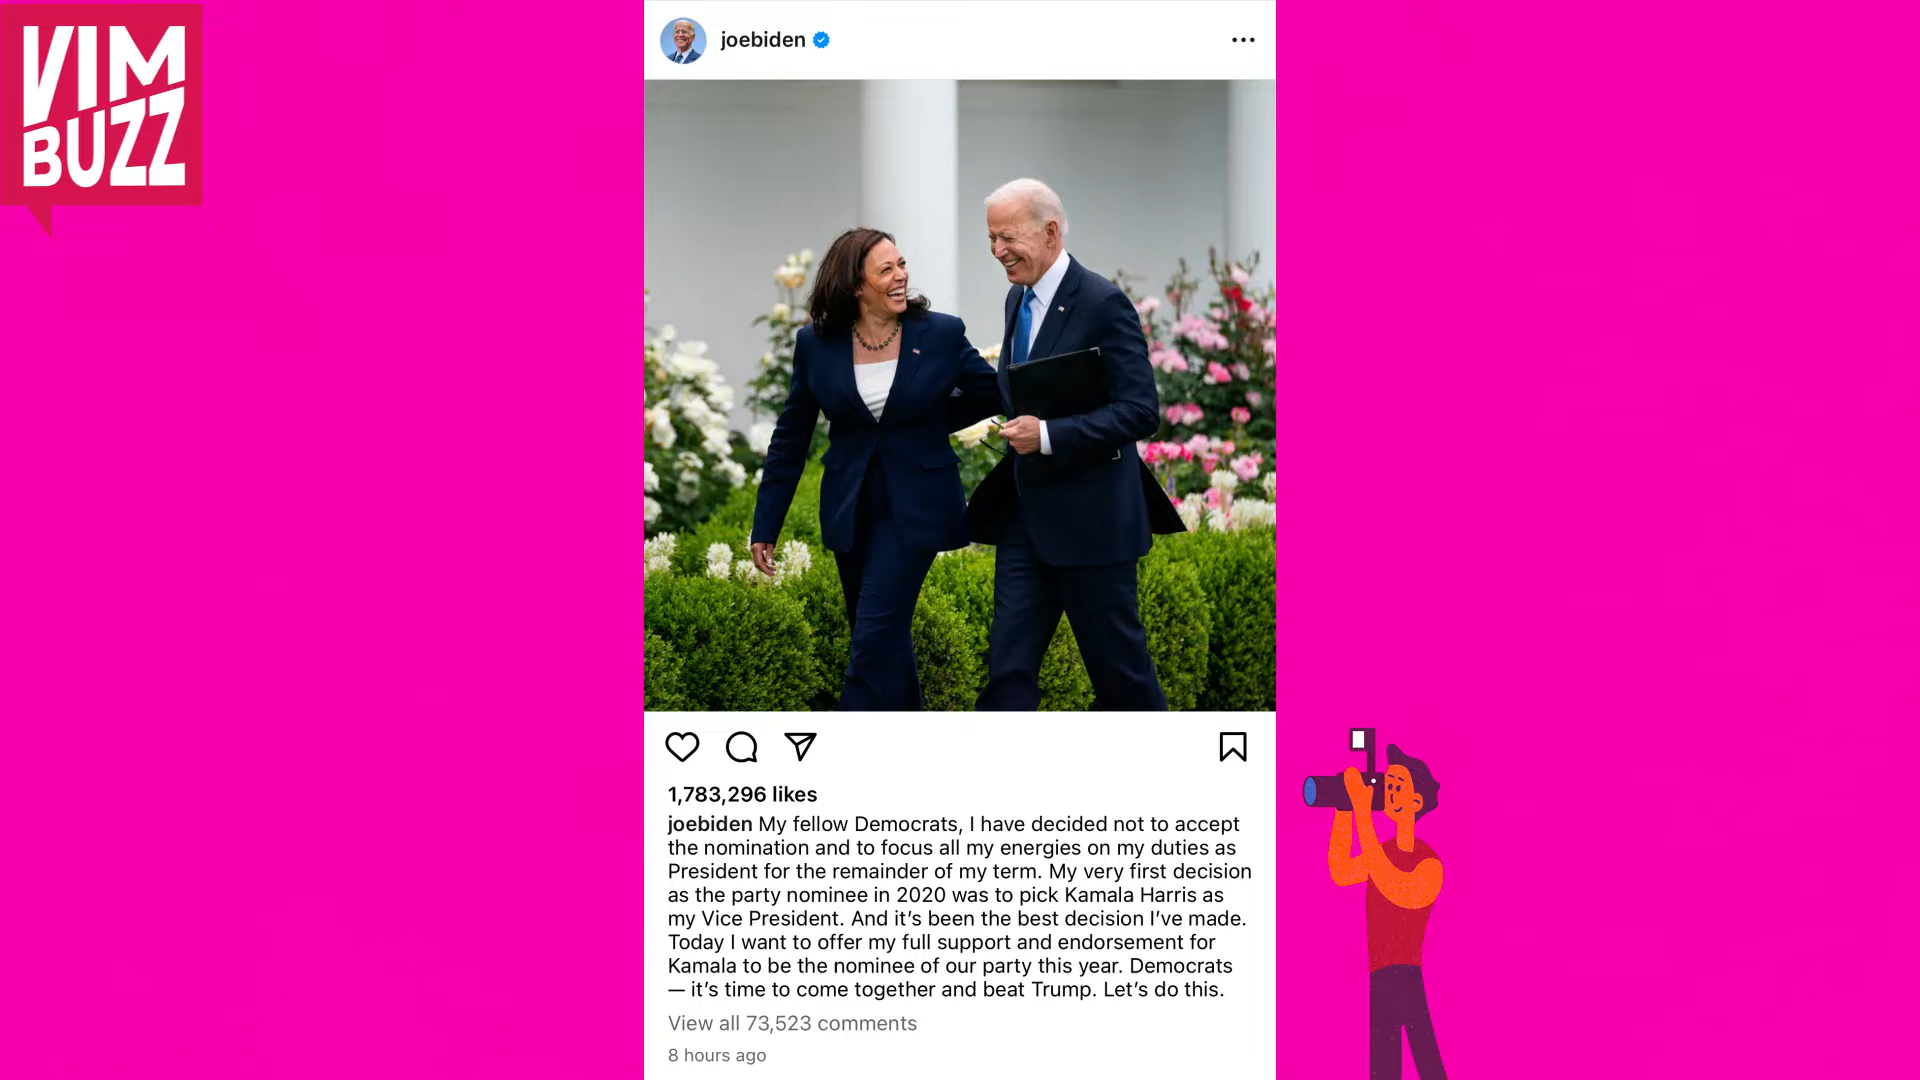 VIM
BUZZ
joebiden
1,783,296 likes
joebiden My fellow Democrats, I have decided not to accept
the nomination and to focus all my energies on my duties as
President for the remainder of my term. My very first decision
as the party nominee in 2020 was to pick Kamala Harris as
my Vice President. And it’s been the best decision I’ve made.
Today I want to offer my full support and endorsement for
Kamala to be the nominee of our party this year. Democrats
— it’s time to come together and beat Trump. Let’s do this.
View all 73,523 comments
8 hours ago